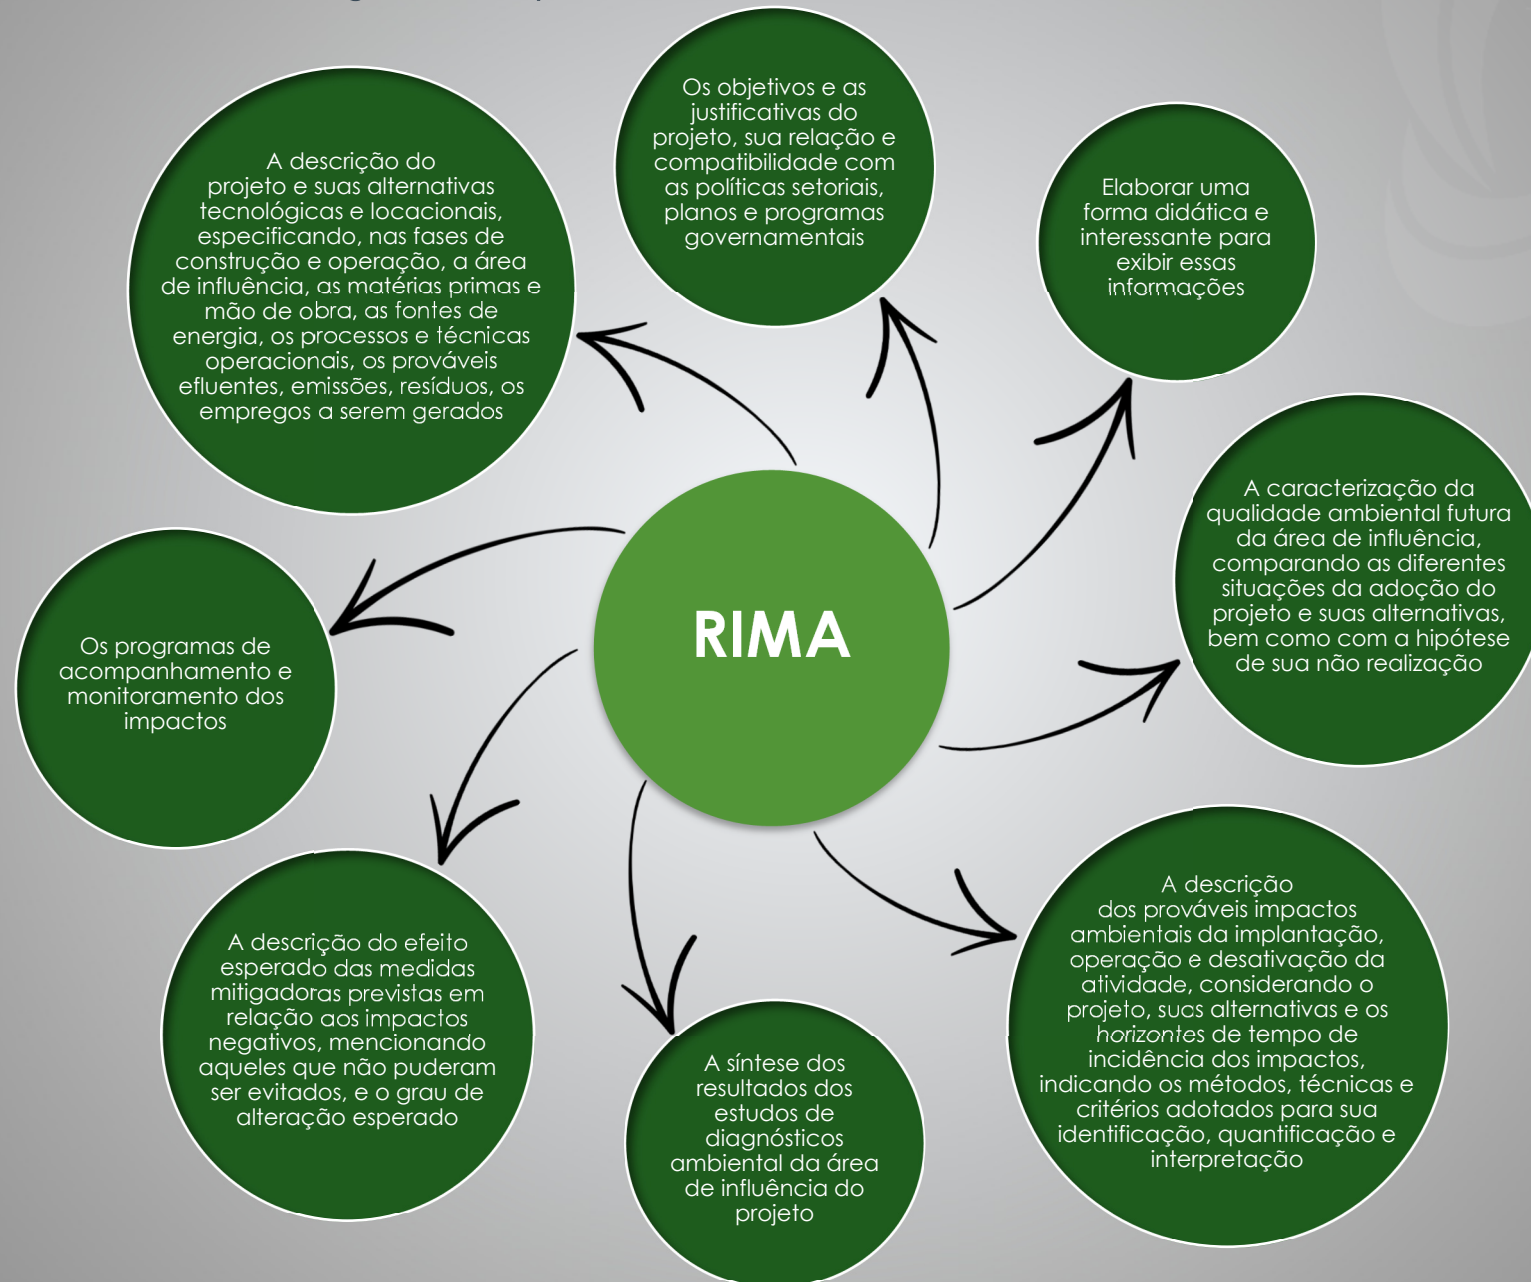 Os objetivos e as
justificativas do
projeto, sua relação e
compatibilidade com
as políticas setoriais,
planos e programas
governamentais
A descrição do
projeto e suas alternativas
tecnológicas e locacionais,
especificando, nas fases de
construção e operação, a área
de influência, as matérias primas e
mão de obra, as fontes de
energia, os processos e técnicas
operacionais, os prováveis
efluentes, emissões, resíduos, os
empregos a serem gerados
Elaborar uma
forma didática e
interessante para
exibir essas
informações
A caracterização da
qualidade ambiental futura
da área de influência,
comparando as diferentes
situações da adoção do
projeto e suas alternativas,
bem como com a hipótese
de sua não realização
RIMA
Os programas de
acompanhamento e
monitoramento dos
impactos
A descrição do efeito
esperado das medidas
mitigadoras previstas em
relação aos impactos
negativos, mencionando
aqueles que não puderam
ser evitados, e o grau de
alteração esperado
A síntese dos
resultados dos
estudos de
diagnósticos
ambiental da área
de influência do
projeto
A descrição
dos prováveis impactos
ambientais da implantação,
operação e desativação da
atividade, considerando o
projeto, suas alternativas e os
horizontes de tempo de
incidência dos impactos,
indicando os métodos, técnicas e
critérios adotados para sua
identificação, quantificação e
interpretação